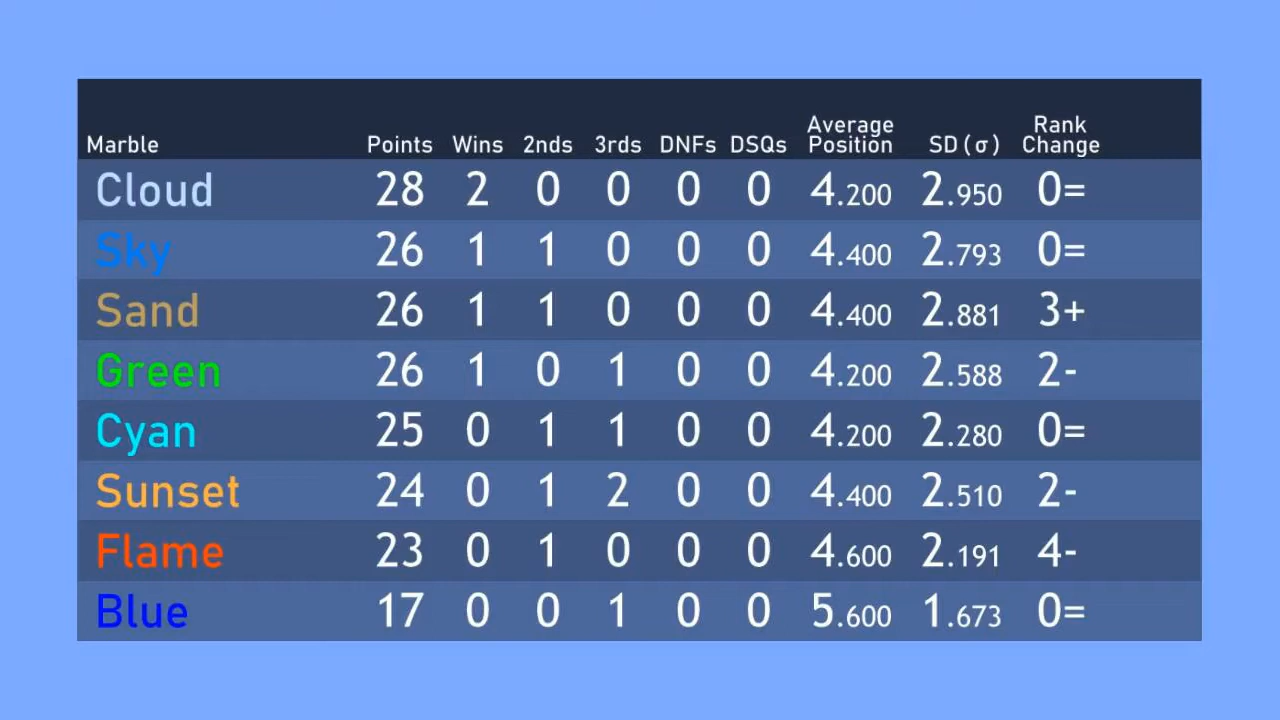 Marble Points Wins 2nds 3rds DNFs DSQs Average Position SD(σ) Rank Change
Cloud 28 2 0 0 0 0 4.200 2.950 0=
Sky 26 1 1 0 0 0 4.400 2.793 0=
Sand 26 1 1 0 0 0 4.400 2.881 3+
Green 26 1 0 1 0 0 4.200 2.588 2-
Cyan 25 0 1 1 0 0 4.200 2.280 0=
Sunset 24 0 1 2 0 0 4.400 2.510 2-
Flame 23 0 1 0 0 0 4.600 2.191 4-
Blue 17 0 0 1 0 0 5.600 1.673 0=